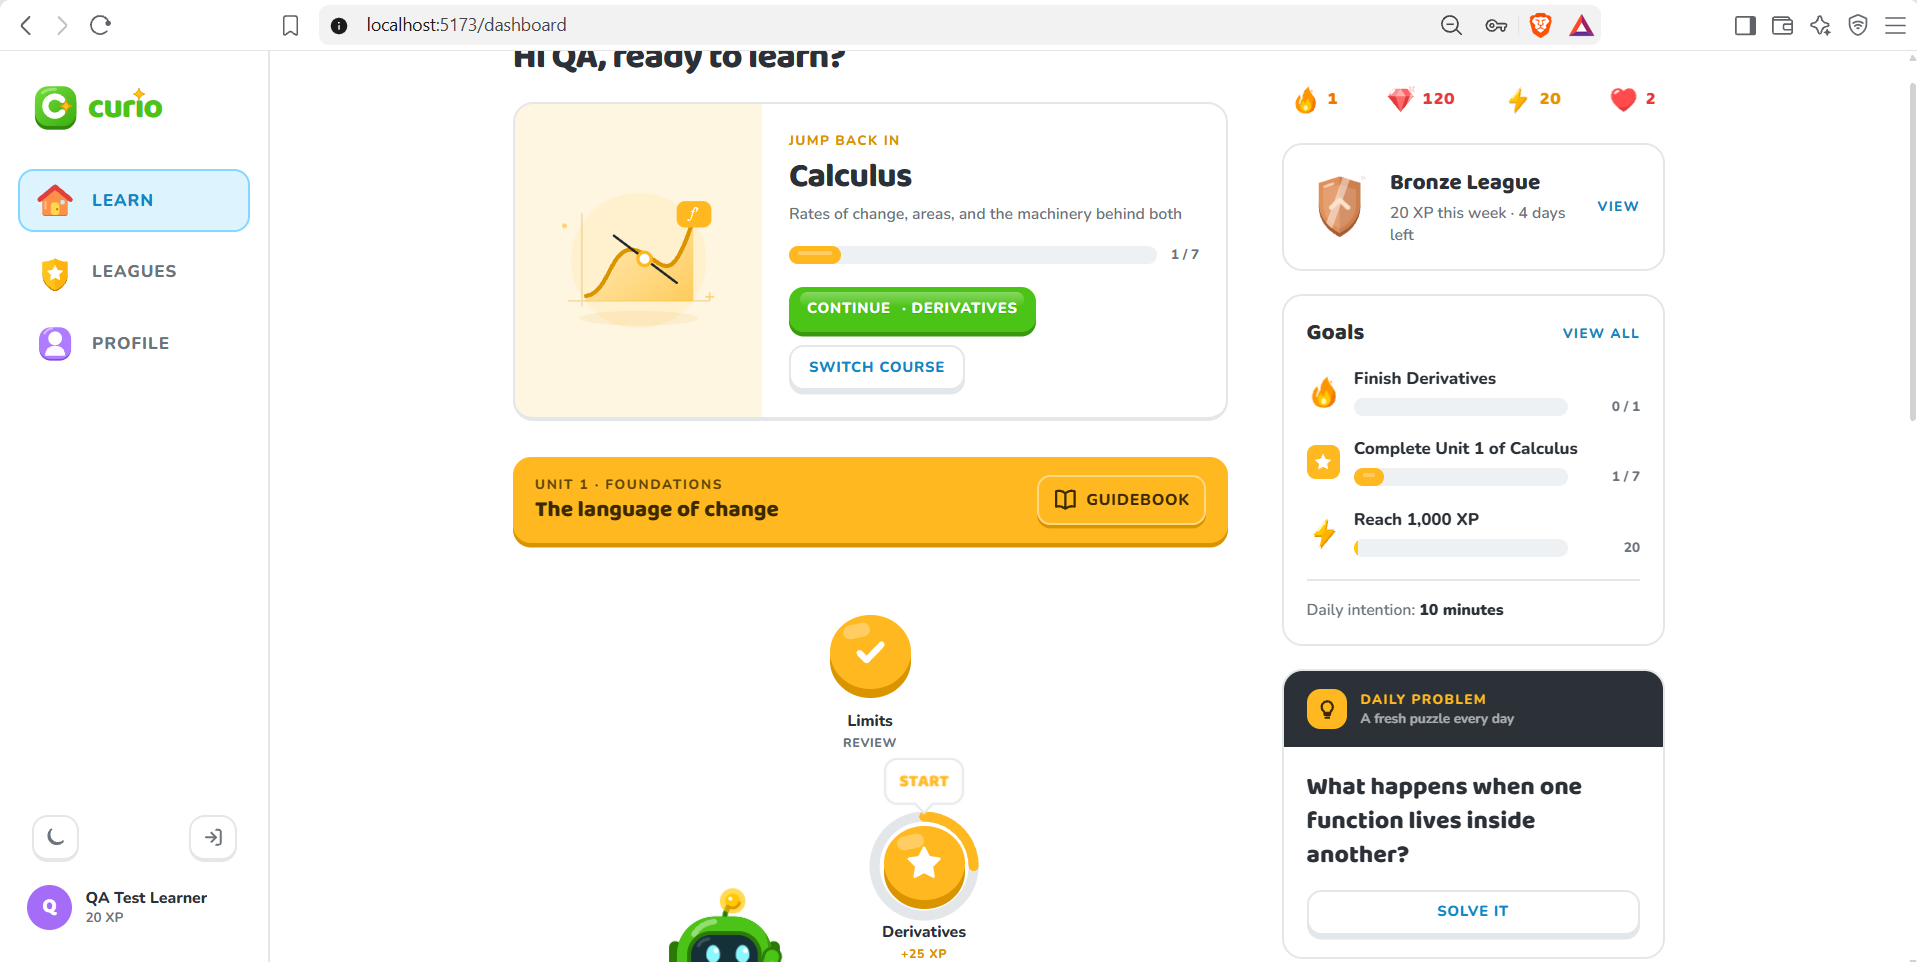 localhost:5173/dashboard
curio
LEARN
LEAGUES
PROFILE
QA Test Learner
Q
20 XP
Hi QA, ready to learn?
JUMP BACK IN
Calculus
Rates of change, areas, and the machinery behind both
1 / 7
CONTINUE · DERIVATIVES
SWITCH COURSE
f'
UNIT 1 · FOUNDATIONS
The language of change
GUIDEBOOK
Limits
REVIEW
START
Derivatives
+25 XP
1
120
20
2
Bronze League
20 XP this week · 4 days
left
VIEW
Goals
VIEW ALL
Finish Derivatives
0 / 1
Complete Unit 1 of Calculus
1 / 7
Reach 1,000 XP
20
Daily intention: 10 minutes
DAILY PROBLEM
A fresh puzzle every day
What happens when one
function lives inside
another?
SOLVE IT